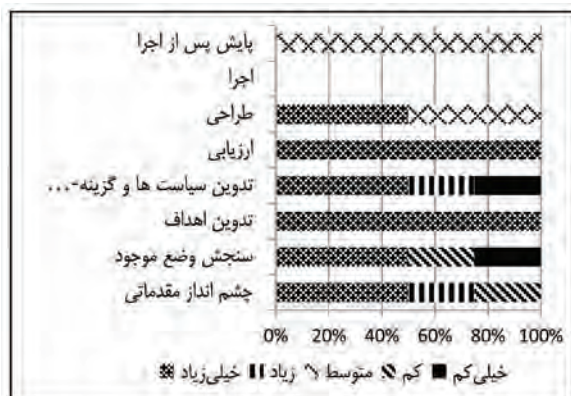 پایش پس از اجرا
اجرا
طراحی
ارزیابی
تدوین سیاست ها و گزینه-...
تدوین اهداف
سنجش وضع موجود
چشم انداز مقدماتی
0% 20% 40% 60% 80% 100%
خیلی‌زیاد زیاد متوسط کم خیلی‌کم